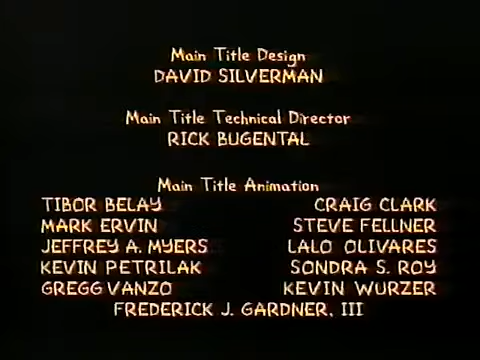 Main Title Design
DAVID SILVERMAN
Main Title Technical Director
RICK BUGENTAL
Main Title Animation
TIBOR BELAY CRAIG CLARK
MARK ERVIN STEVE FELLNER
JEFFREY A. MYERS LALO OLIVARES
KEVIN PETRILAK SONDRA S. ROY
GREGG VANZO KEVIN WURZER
FREDERICK J. GARDNER, III